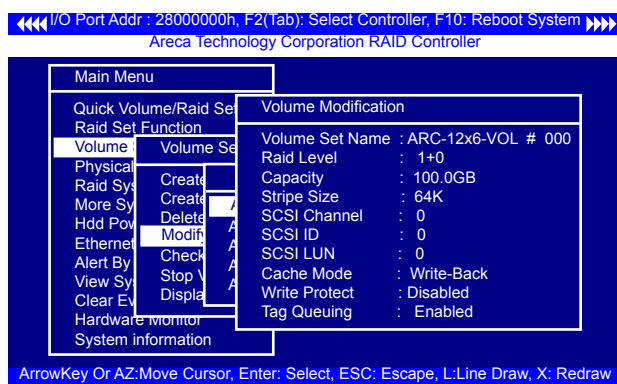 I/O Port Addr : 28000000h, F2(Tab): Select Controller, F10: Reboot System
Areca Technology Corporation RAID Controller
Main Menu
Quick Volume/Raid Set
Raid Set Function
Volume
Physical
Raid Sys
More Sy
Hdd Pow
Ethernet
Alert By
View Sy
Clear Ev
Hardware Monitor
System information
Volume Se
Create
Create
Delete
Modify
Check
Stop V
Displa
A
A
A
A
Volume Modification
Volume Set Name : ARC-12x6-VOL # 000
Raid Level : 1+0
Capacity : 100.0GB
Stripe Size : 64K
SCSI Channel : 0
SCSI ID : 0
SCSI LUN : 0
Cache Mode : Write-Back
Write Protect : Disabled
Tag Queuing : Enabled
ArrowKey Or AZ:Move Cursor, Enter: Select, ESC: Escape, L:Line Draw, X: Redraw